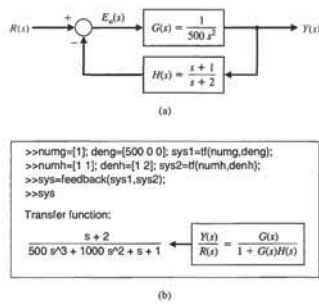 R(s) + − E_a(s) G(s) = 1 / (500 s²) Y(s)
H(s) = (s + 1) / (s + 2)
(a)
>>numg=[1]; deng=[500 0 0]; sys1=tf(numg,deng);
>>numh=[1 1]; denh=[1 2]; sys2=tf(numh,denh);
>>sys=feedback(sys1,sys2);
>>sys
Transfer function:
s + 2
500 s^3 + 1000 s^2 + s + 1
Y(s) / R(s) = G(s) / (1 + G(s)H(s))
(b)